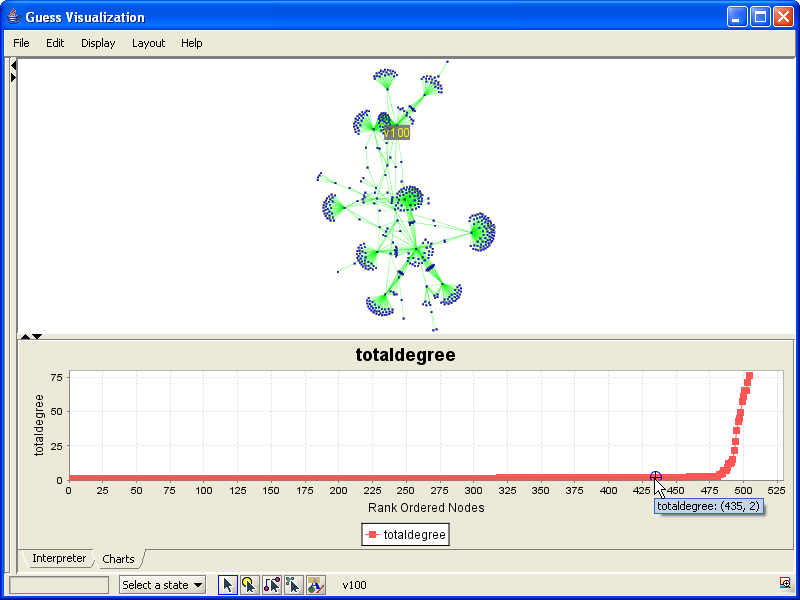 Guess Visualization
File Edit Display Layout Help
v100
totaldegree
75
50
25
0
totaldegree
0 25 50 75 100 125 150 175 200 225 250 275 300 325 350 375 400 425 450 475 500 525
Rank Ordered Nodes
totaldegree: (435, 2)
totaldegree
Interpreter Charts
Select a state v100